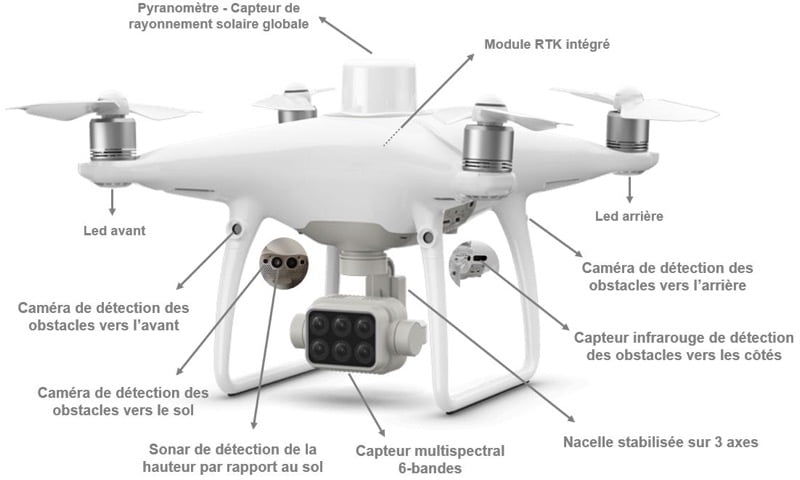 Pyranomètre - Capteur de
rayonnement solaire globale
Module RTK intégré
Led avant
Led arrière
Caméra de détection des
obstacles vers l'arrière
Caméra de détection des
obstacles vers l'avant
Capteur infrarouge de détection
des obstacles vers les côtés
Caméra de détection des
obstacles vers le sol
Sonar de détection de la
hauteur par rapport au sol
Capteur multispectral
6-bandes
Nacelle stabilisée sur 3 axes